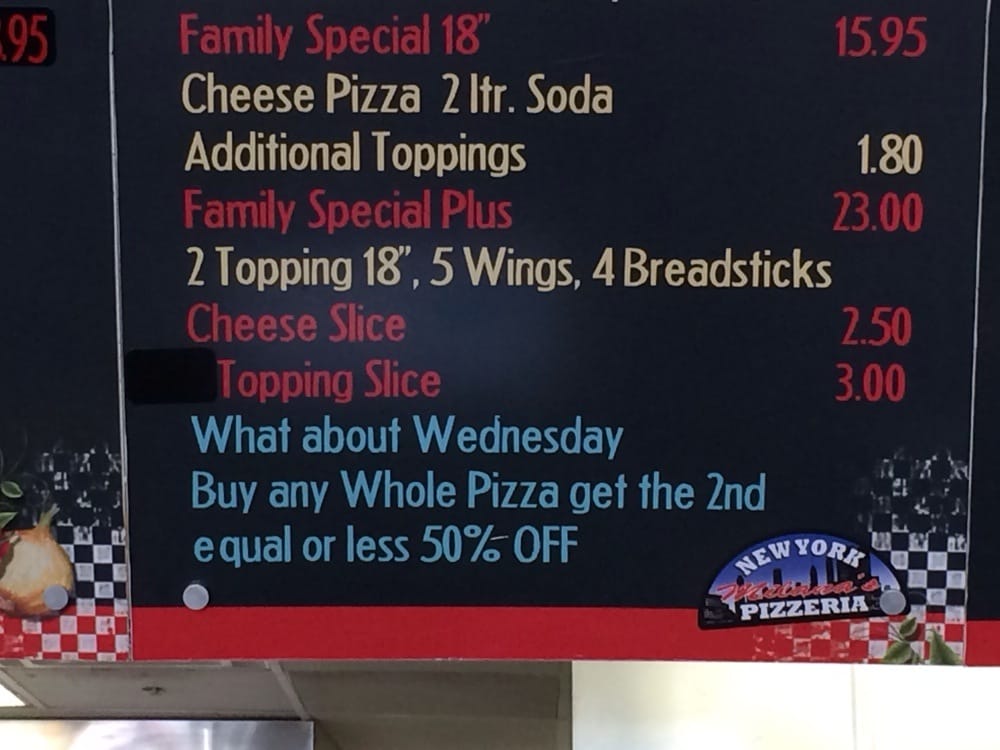 .95
Family Special 18" 15.95
Cheese Pizza 2 ltr. Soda
Additional Toppings 1.80
Family Special Plus 23.00
2 Topping 18", 5 Wings, 4 Breadsticks
Cheese Slice 2.50
Topping Slice 3.00
What about Wednesday
Buy any Whole Pizza get the 2nd
equal or less 50% OFF
NEW YORK
PIZZERIA